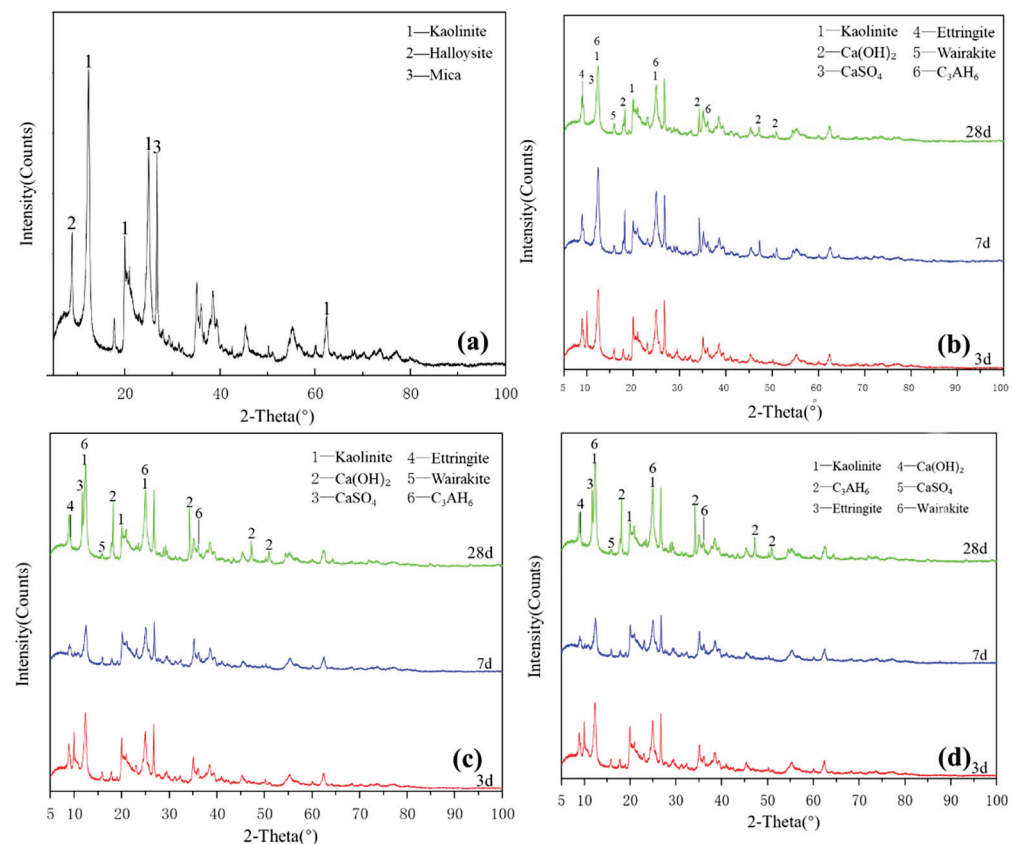 1—Kaolinite
2—Halloysite
3—Mica
1
1
3
2
1
1
(a)
Intensity(Counts)
20 40 60 80 100
2-Theta(°)
1—Kaolinite 4—Ettringite
2—Ca(OH)₂ 5—Wairakite
3—CaSO₄ 6—C₃AH₆
6
1
4 3
5 2 1
6
1
2 6
2 2
28d
7d
3d
(b)
Intensity(Counts)
5 10 20 30 40 50 60 70 80 90 100
2-Theta(°)
6
1
1—Kaolinite 4—Ettringite
2—Ca(OH)₂ 5—Wairakite
3—CaSO₄ 6—C₃AH₆
3
4
5 2 1
6
1
2 6
2 2
28d
7d
3d
(c)
Intensity(Counts)
5 10 20 30 40 50 60 70 80 90 100
2-Theta(°)
6
1
1—Kaolinite 4—Ca(OH)₂
2—C₃AH₆ 5—CaSO₄
3—Ettringite 6—Wairakite
3
4
5 2 1
6
1
2 6
2 2
28d
7d
3d
(d)
Intensity(Counts)
5 10 20 30 40 50 60 70 80 90 100
2-Theta(°)